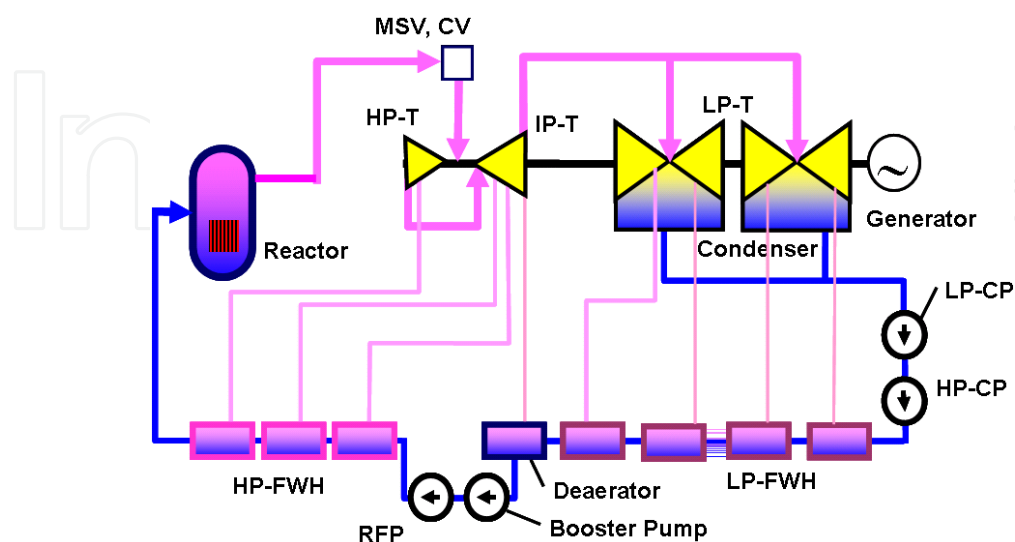 MSV, CV
HP-T
IP-T
LP-T
In
Reactor
Generator
Condenser
LP-CP
HP-CP
HP-FWH
Deaerator
LP-FWH
RFP
Booster Pump
~